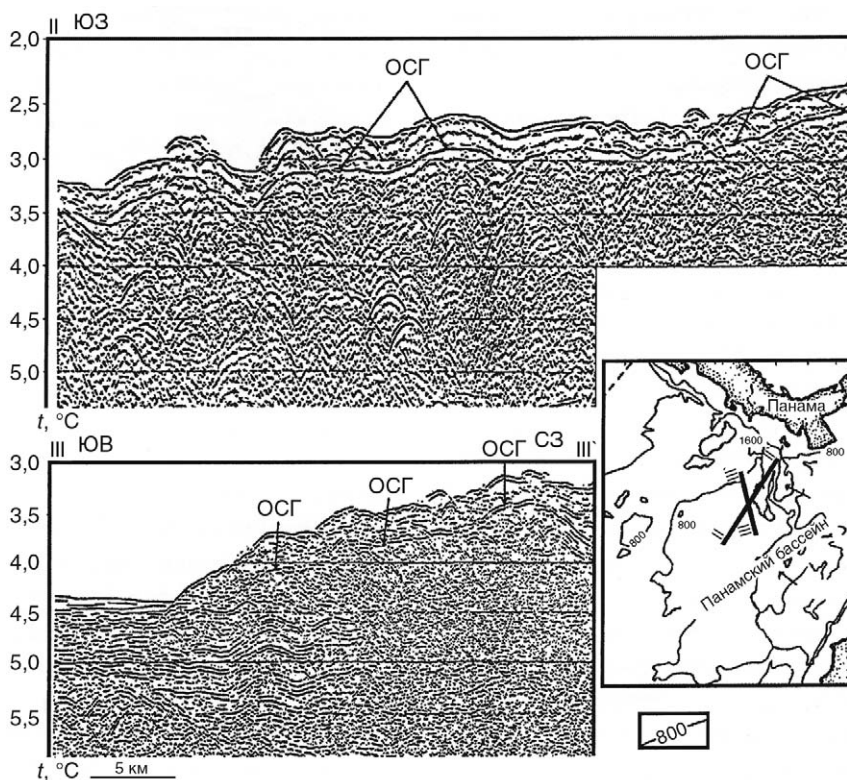 II ЮЗ
2,0
2,5
3,0
3,5
4,0
4,5
5,0
t, °C
ОСГ
ОСГ
III ЮВ
СЗ III`
3,0
3,5
4,0
4,5
5,0
5,5
t, °C
5 км
ОСГ
ОСГ
ОСГ
Панама
1600
800
800
800
Панамский бассейн
800